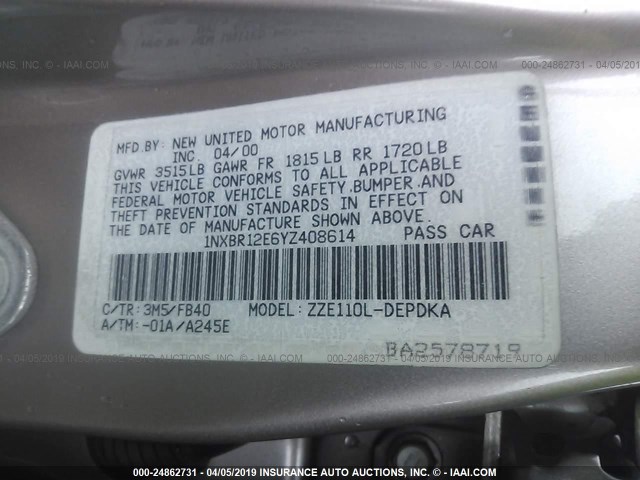 MFD.BY: NEW UNITED MOTOR MANUFACTURING
INC. 04/00
GVWR 3515LB GAWR FR 1815LB RR 1720LB
THIS VEHICLE CONFORMS TO ALL APPLICABLE
FEDERAL MOTOR VEHICLE SAFETY,BUMPER,AND
THEFT PREVENTION STANDARDS IN EFFECT ON
THE DATE OF MANUFACTURE SHOWN ABOVE.
1NXBR12E6YZ408614 PASS CAR
C/TR: 3M5/FB40 MODEL: ZZE110L-DEPDKA
A/TM: -01A/A245E
BA2578719
000-24862731 - 04/05/2019 INSURANCE AUTO AUCTIONS, INC. - © IAAI.COM